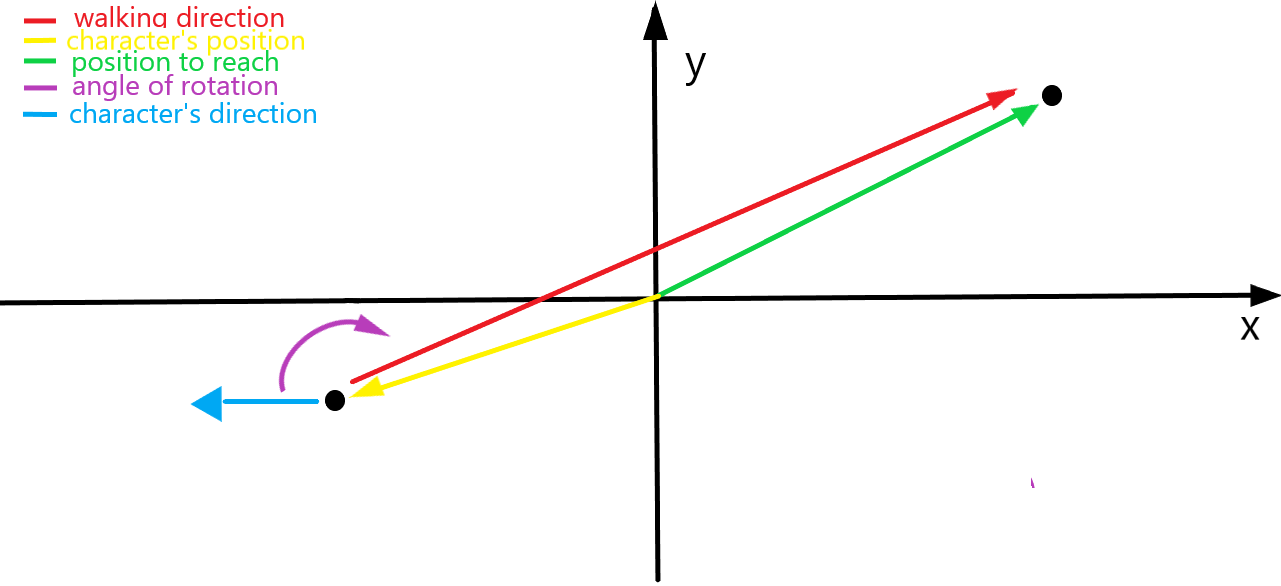 walking direction
character's position
position to reach
angle of rotation
character's direction
y
x